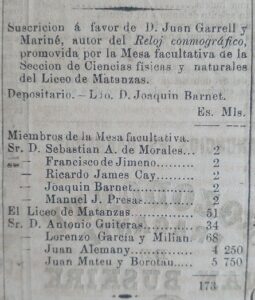 Suscricion á favor de D. Juan Garrell y
Mariné, autor del Reloj conmográfico,
promovida por la Mesa facultativa de la
Seccion de Ciencias físicas y naturales
del Liceo de Matanzas.
Depositario.—Ldo. D. Joaquin Barnet.
Es. Mls.
Miembros de la Mesa facultativa.
Sr. D. Sebastian A. de Morales... 2
— Francisco de Jimeno....... 2
— Ricardo James Cay........ 2
— Joaquin Barnet............ 2
— Manuel J. Presas.......... 2
El Liceo de Matanzas........... 51
Sr. D. Antonio Guiteras......... 34
Lorenzo García y Milian. 68
Juan Alemany........... 4 250
Juan Mateu y Borotau... 5 750
173